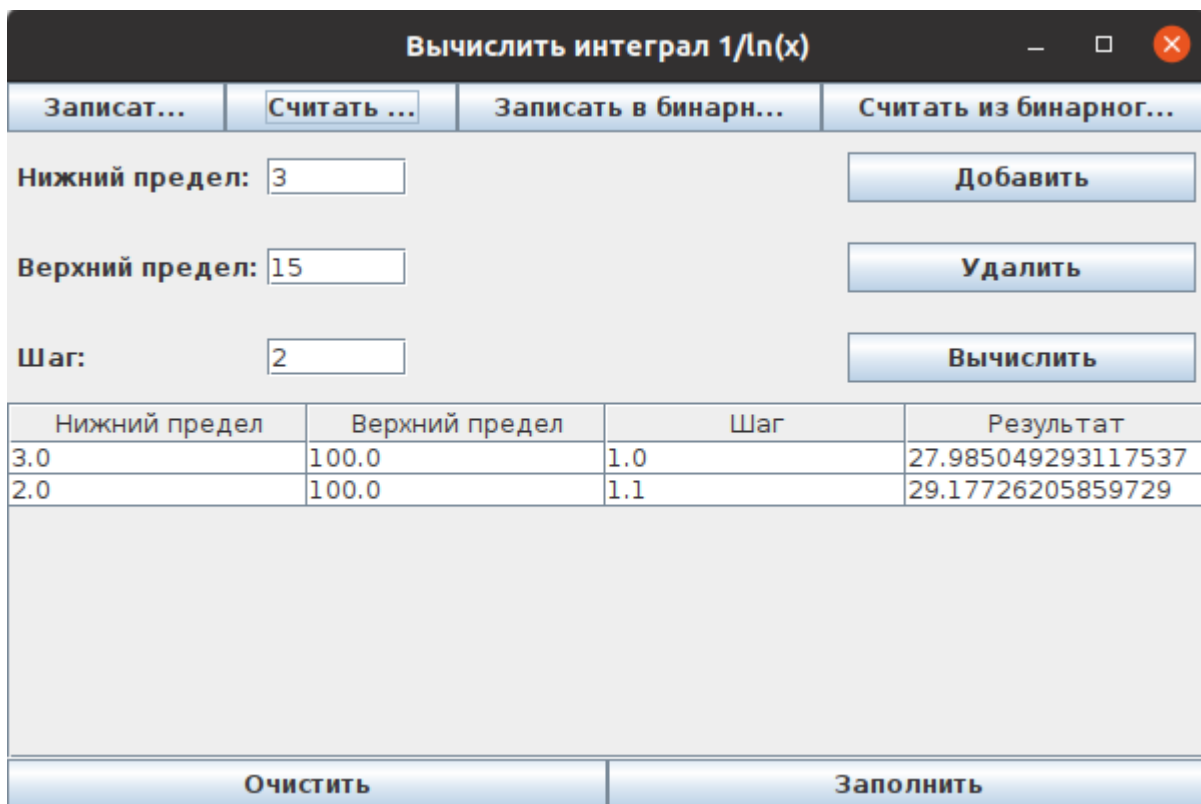 Вычислить интеграл 1/ln(x)
Записат... Считать ... Записать в бинарн... Считать из бинарног...
Нижний предел: 3 Добавить
Верхний предел: 15 Удалить
Шаг: 2 Вычислить
Нижний предел Верхний предел Шаг Результат
3.0 100.0 1.0 27.985049293117537
2.0 100.0 1.1 29.17726205859729
Очистить Заполнить